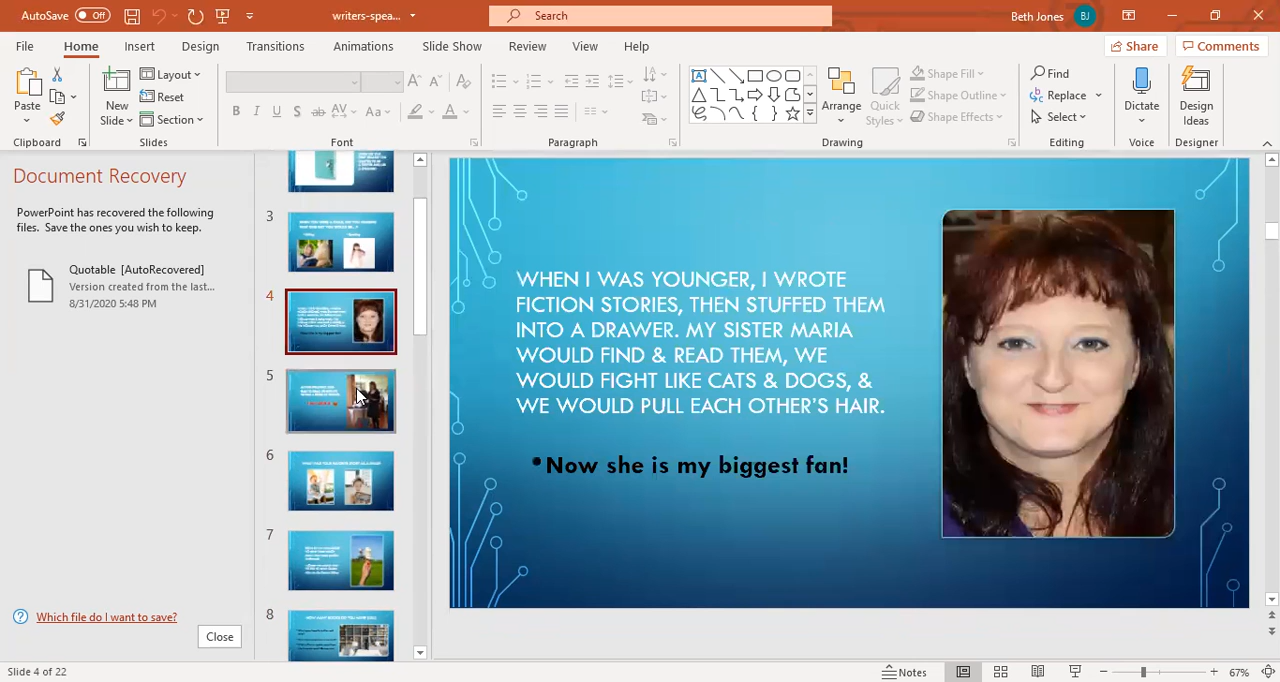 AutoSave Off writers-spea... Search Beth Jones BJ
File Home Insert Design Transitions Animations Slide Show Review View Help Share Comments
Paste New Slide Layout Reset Section
Arrange Quick Styles Shape Fill Shape Outline Shape Effects
Find Replace Select Dictate Design Ideas
Clipboard Slides Font Paragraph Drawing Editing Voice Designer
Document Recovery
PowerPoint has recovered the following
files. Save the ones you wish to keep.
Quotable [AutoRecovered]
Version created from the last...
8/31/2020 5:48 PM
Which file do I want to save?
Close
3
4
5
6
7
8
WHEN I WAS YOUNGER, I WROTE
FICTION STORIES, THEN STUFFED THEM
INTO A DRAWER. MY SISTER MARIA
WOULD FIND & READ THEM, WE
WOULD FIGHT LIKE CATS & DOGS, &
WE WOULD PULL EACH OTHER'S HAIR.
•Now she is my biggest fan!
Slide 4 of 22 Notes 67%